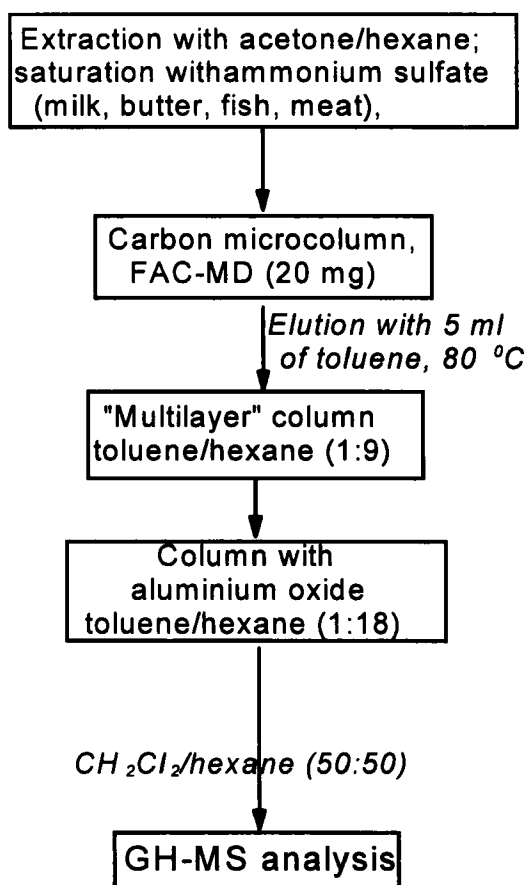 Extraction with acetone/hexane;
saturation withammonium sulfate
(milk, butter, fish, meat),
Carbon microcolumn,
FAC-MD (20 mg)
Elution with 5 ml
of toluene, 80 ⁰C
"Multilayer" column
toluene/hexane (1:9)
Column with
aluminium oxide
toluene/hexane (1:18)
CH₂Cl₂/hexane (50:50)
GH-MS analysis